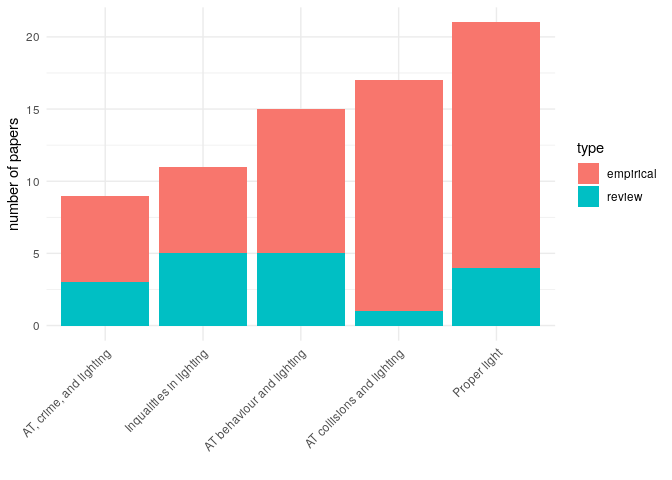 number of papers
20
15
10
5
0
AT, crime, and lighting
Inqualities in lighting
AT behaviour and lighting
AT collisions and lighting
Proper light
type
empirical
review